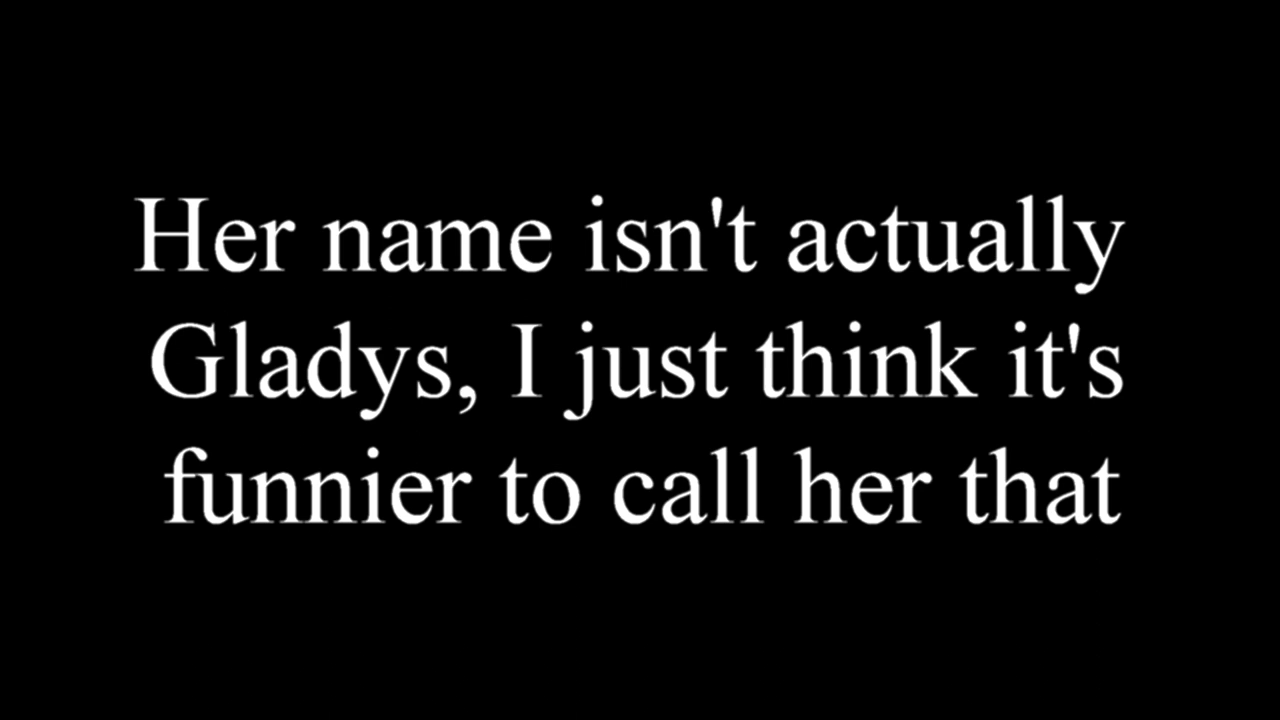 Her name isn't actually
Gladys, I just think it's
funnier to call her that